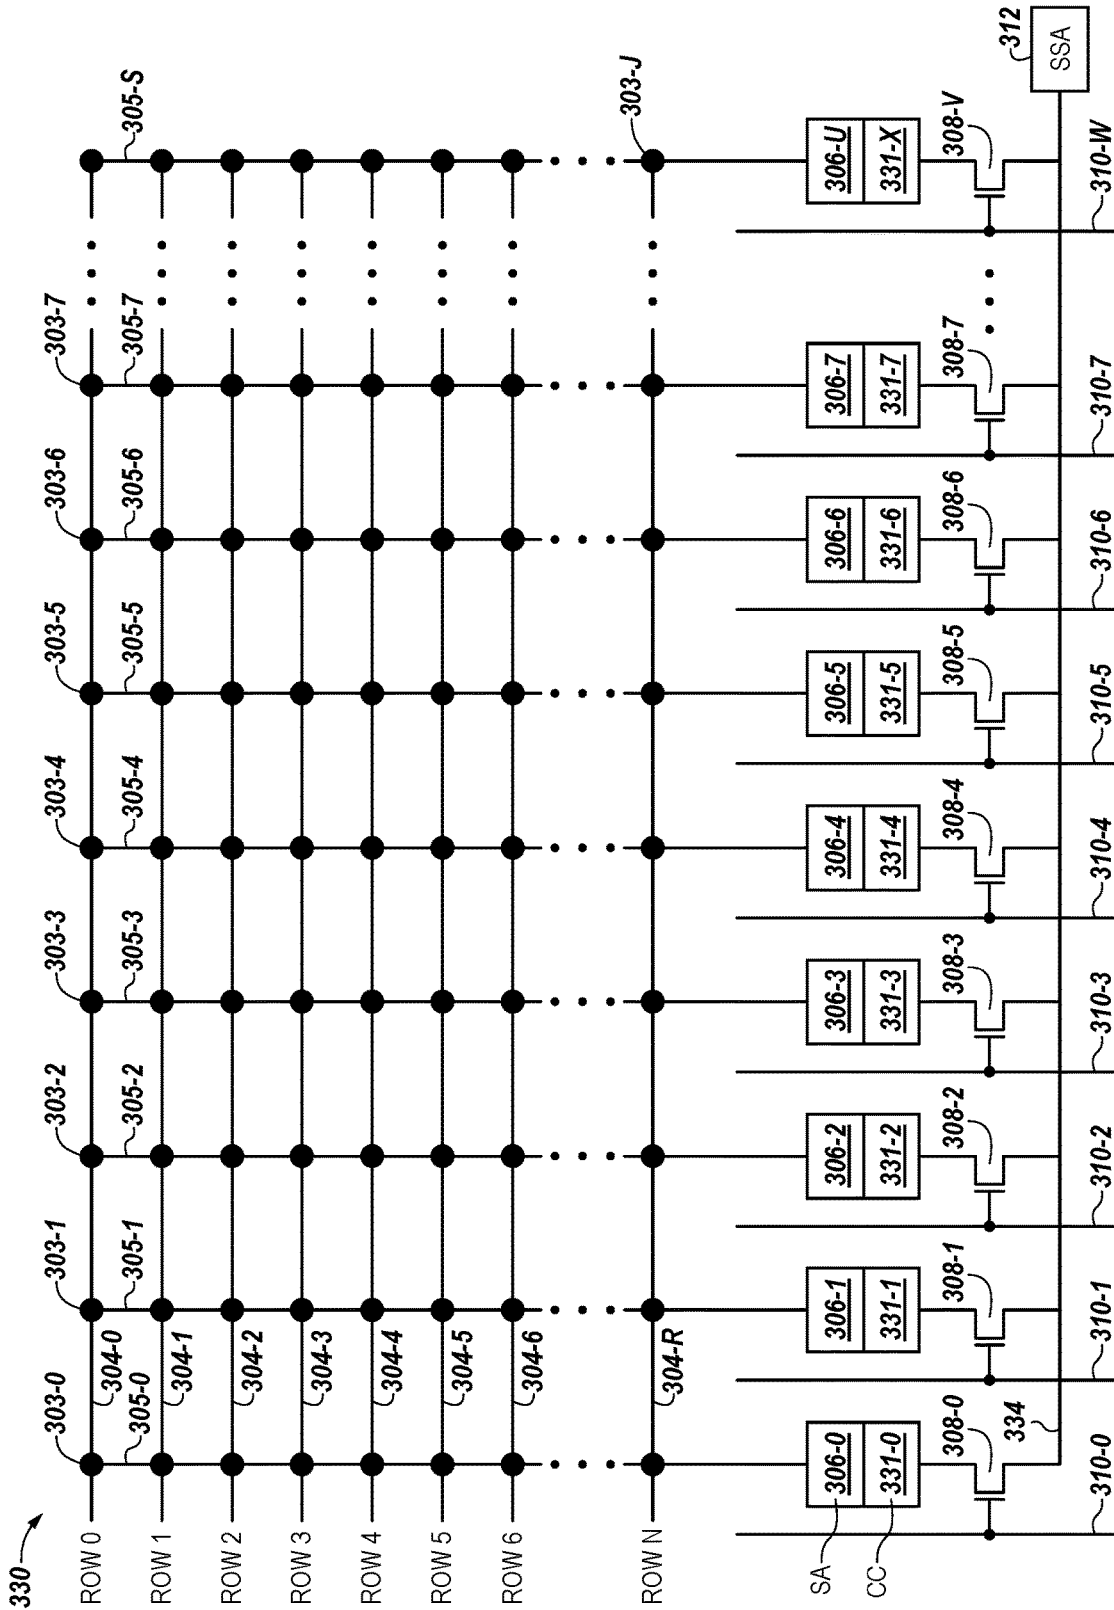 330
303-0 303-1 303-2 303-3 303-4 303-5 303-6 303-7
ROW 0
304-0
305-0 305-1 305-2 305-3 305-4 305-5 305-6 305-7 305-S
ROW 1
304-1
ROW 2
304-2
ROW 3
304-3
ROW 4
304-4
ROW 5
304-5
ROW 6
304-6
303-J
ROW N
304-R
SA
306-0 306-1 306-2 306-3 306-4 306-5 306-6 306-7 306-U
CC
331-0 331-1 331-2 331-3 331-4 331-5 331-6 331-7 331-X
308-0 308-1 308-2 308-3 308-4 308-5 308-6 308-7 308-V
334
312
SSA
310-0 310-1 310-2 310-3 310-4 310-5 310-6 310-7 310-W